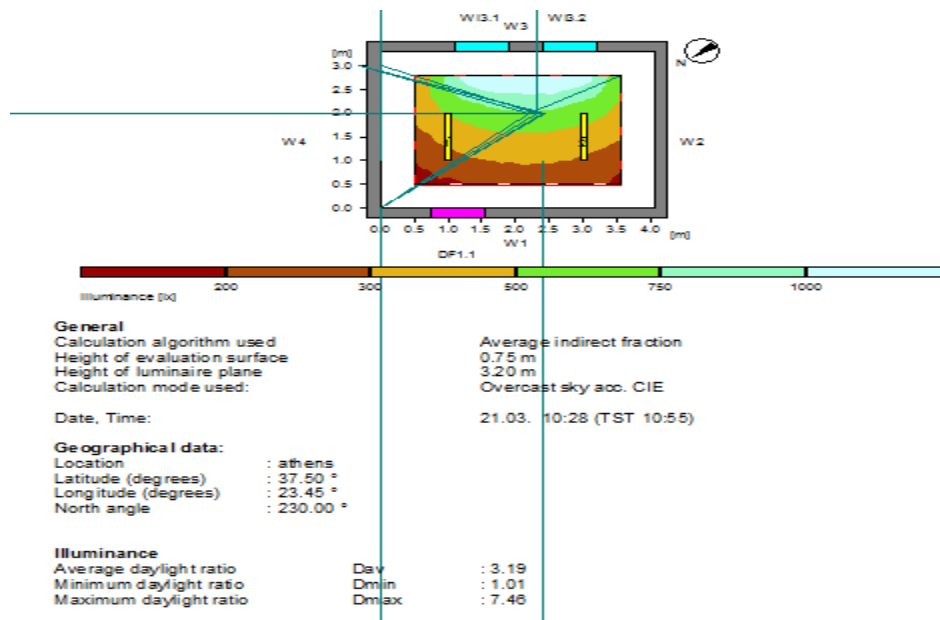 WI3.1 W3 WI3.2
[m]
N
3.0
2.5
2.0
1.5
W4 W2
1.0
0.5
0.0
0.0 0.5 1.0 1.5 2.0 2.5 3.0 3.5 4.0 [m]
W1
DF1.1
200 300 500 750 1000
Illuminance [lx]
General
Calculation algorithm used Average indirect fraction
Height of evaluation surface 0.75 m
Height of luminaire plane 3.20 m
Calculation mode used: Overcast sky acc. CIE
Date, Time: 21.03. 10:28 (TST 10:55)
Geographical data:
Location : athens
Latitude (degrees) : 37.50 °
Longitude (degrees) : 23.45 °
North angle : 230.00 °
Illuminance
Average daylight ratio Dav : 3.19
Minimum daylight ratio Dmin : 1.01
Maximum daylight ratio Dmax : 7.46